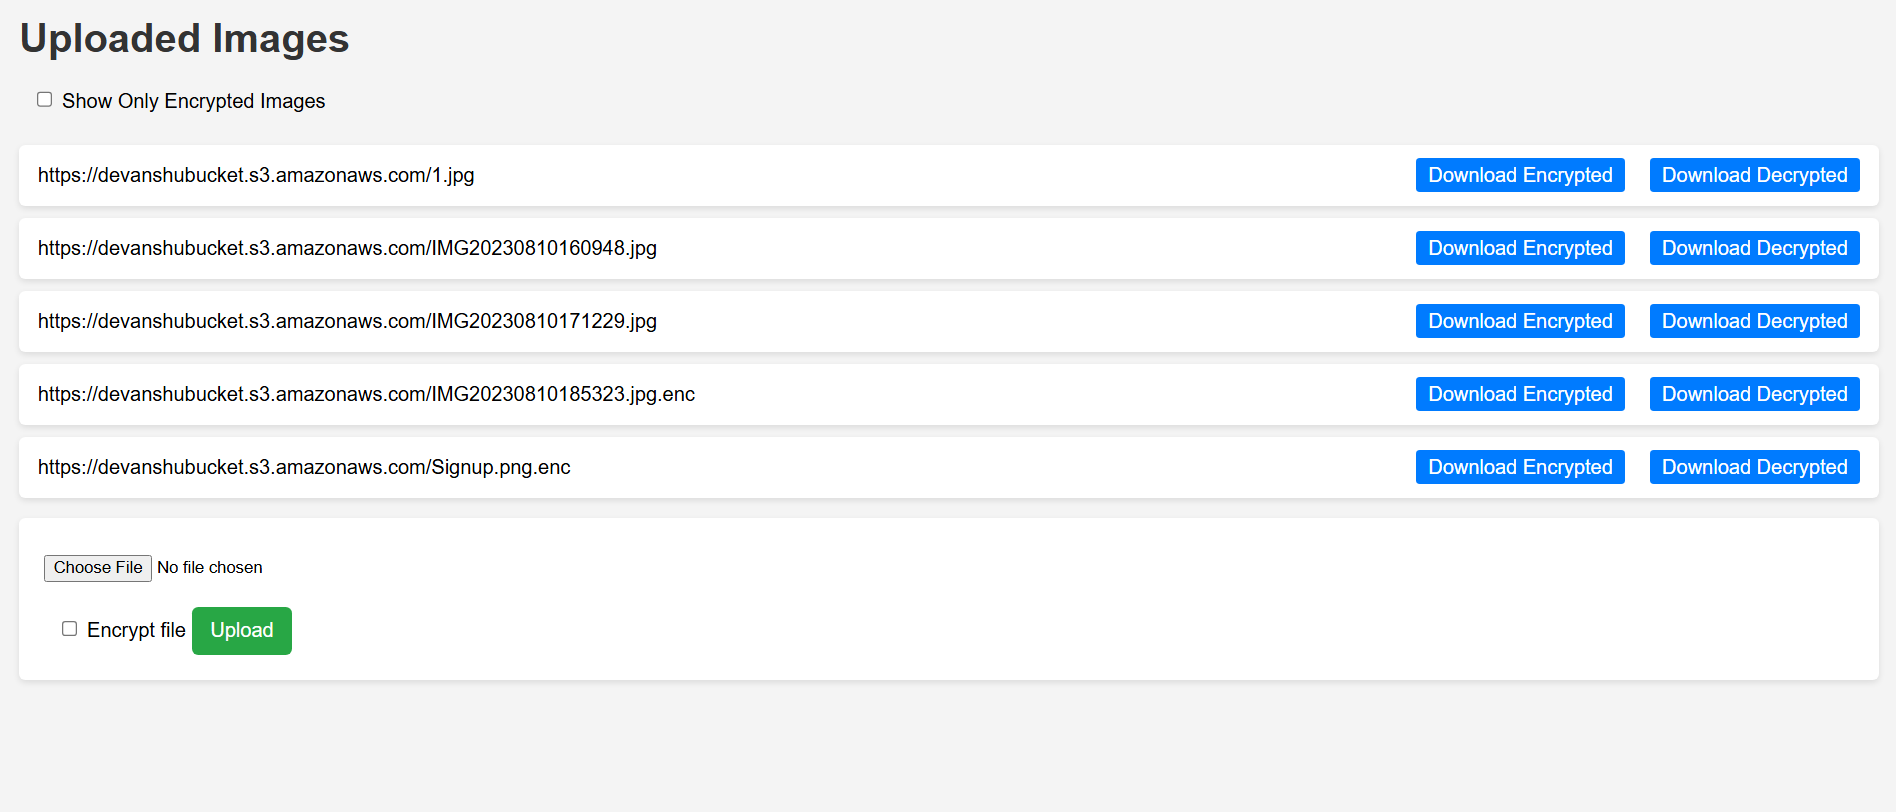 Uploaded Images
Show Only Encrypted Images
https://devanshubucket.s3.amazonaws.com/1.jpg Download Encrypted Download Decrypted
https://devanshubucket.s3.amazonaws.com/IMG20230810160948.jpg Download Encrypted Download Decrypted
https://devanshubucket.s3.amazonaws.com/IMG20230810171229.jpg Download Encrypted Download Decrypted
https://devanshubucket.s3.amazonaws.com/IMG20230810185323.jpg.enc Download Encrypted Download Decrypted
https://devanshubucket.s3.amazonaws.com/Signup.png.enc Download Encrypted Download Decrypted
Choose File No file chosen
Encrypt file Upload